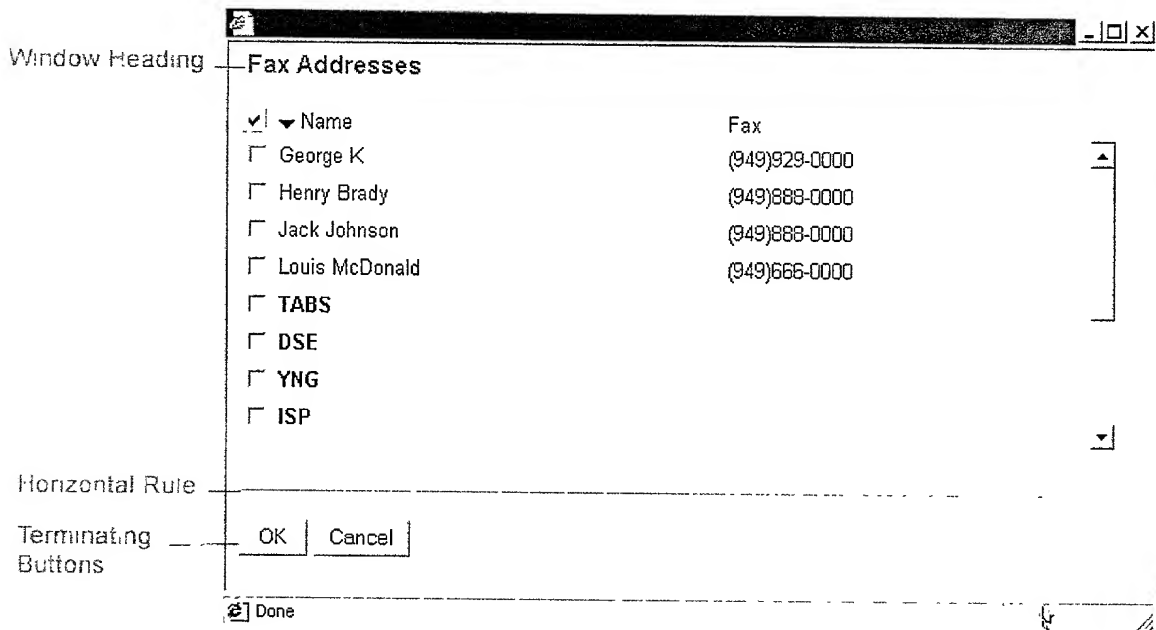 Window Heading
Fax Addresses
Name Fax
George K (949)929-0000
Henry Brady (949)888-0000
Jack Johnson (949)888-0000
Louis McDonald (949)666-0000
TABS
DSE
YNG
ISP
Horizontal Rule
Terminating
Buttons
OK Cancel
Done